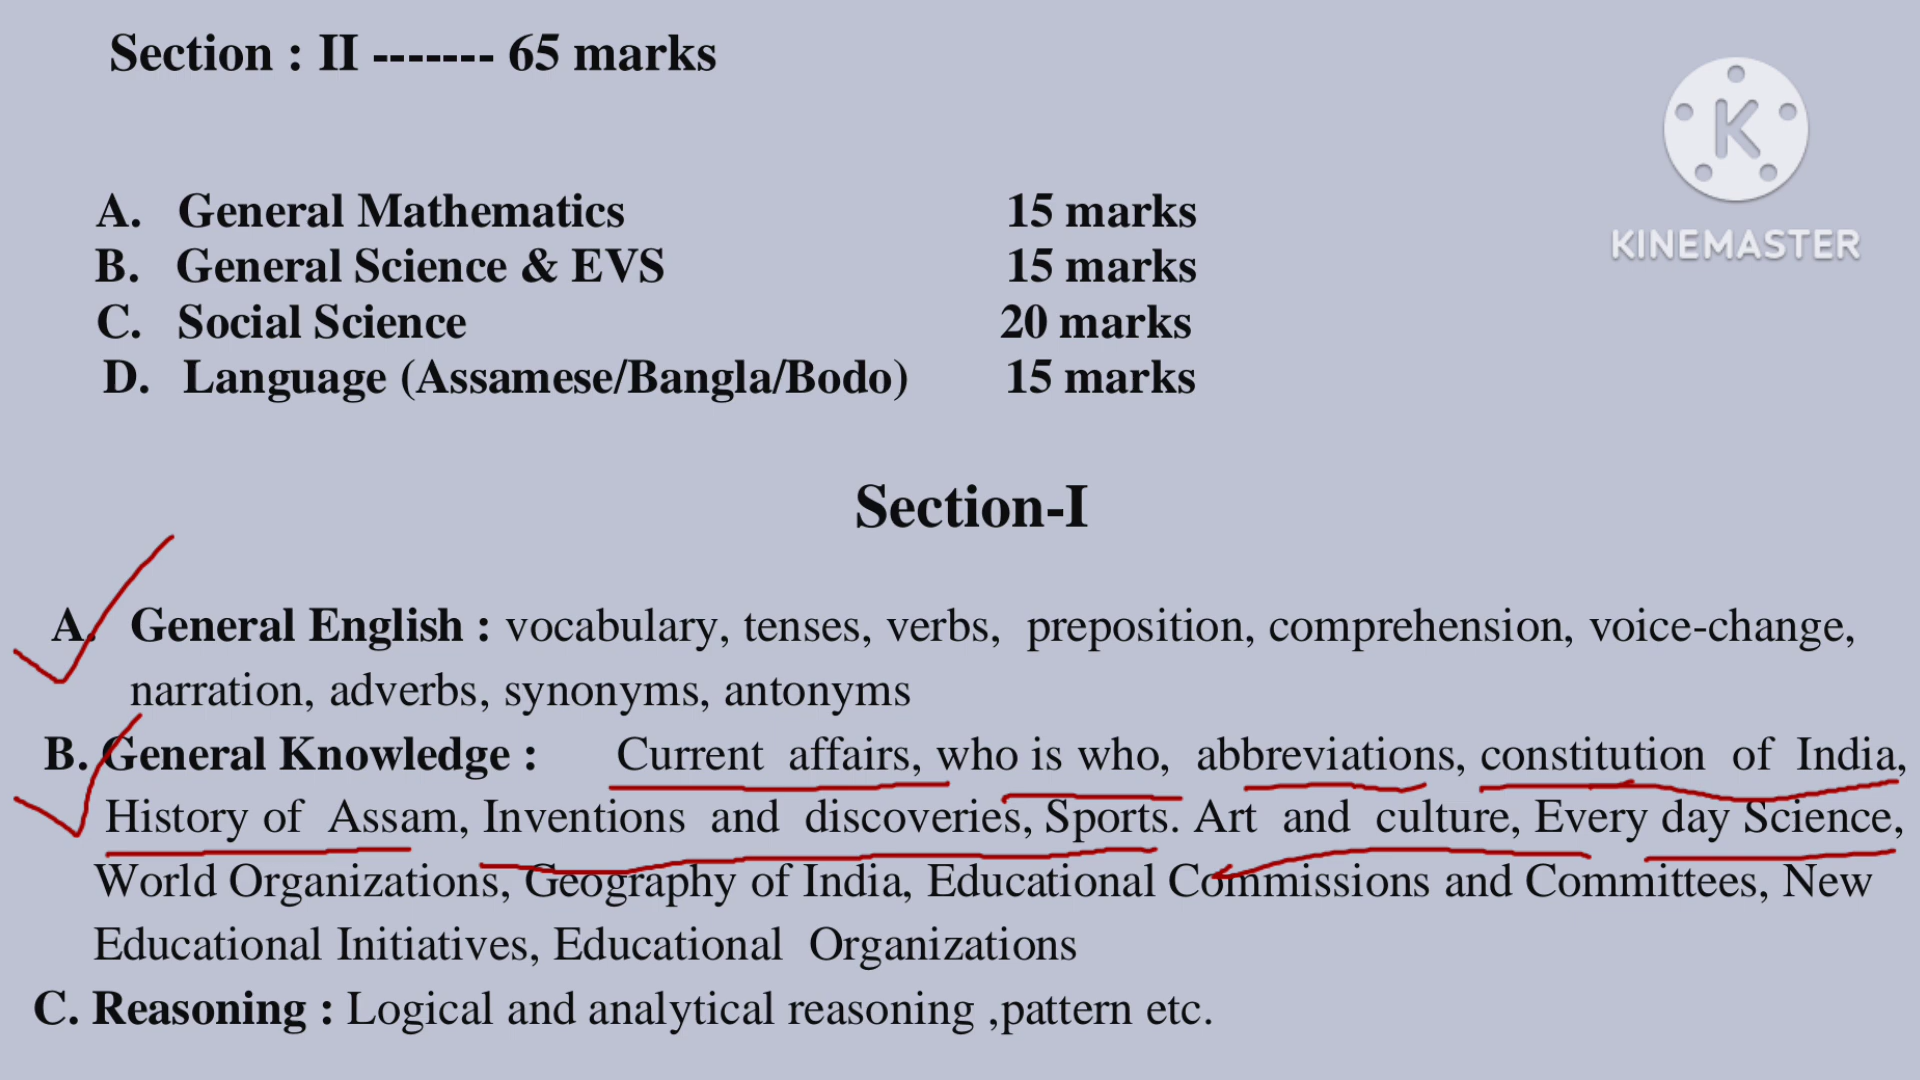 Section : II ------- 65 marks
K
KINEMASTER
A. General Mathematics 15 marks
B. General Science & EVS 15 marks
C. Social Science 20 marks
D. Language (Assamese/Bangla/Bodo) 15 marks
Section-I
A. General English : vocabulary, tenses, verbs, preposition, comprehension, voice-change,
narration, adverbs, synonyms, antonyms
B. General Knowledge : Current affairs, who is who, abbreviations, constitution of India,
History of Assam, Inventions and discoveries, Sports. Art and culture, Every day Science,
World Organizations, Geography of India, Educational Commissions and Committees, New
Educational Initiatives, Educational Organizations
C. Reasoning : Logical and analytical reasoning ,pattern etc.